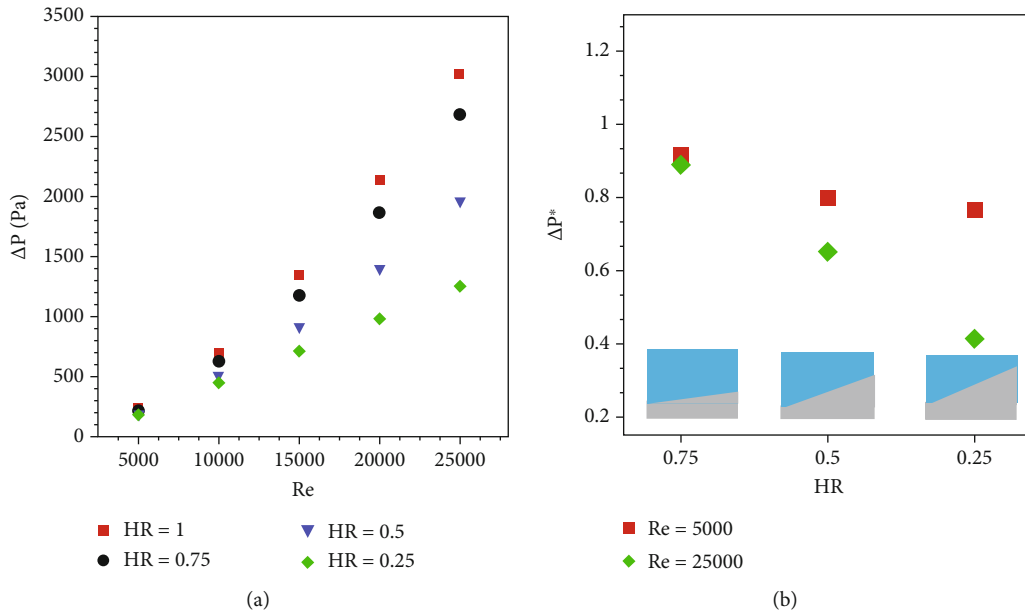 3500
3000
2500
2000
1500
1000
500
0
ΔP (Pa)
5000 10000 15000 20000 25000
Re
HR = 1
HR = 0.5
HR = 0.75
HR = 0.25
(a)
1.2
1
0.8
0.6
0.4
0.2
ΔP*
0.75 0.5 0.25
HR
Re = 5000
Re = 25000
(b)